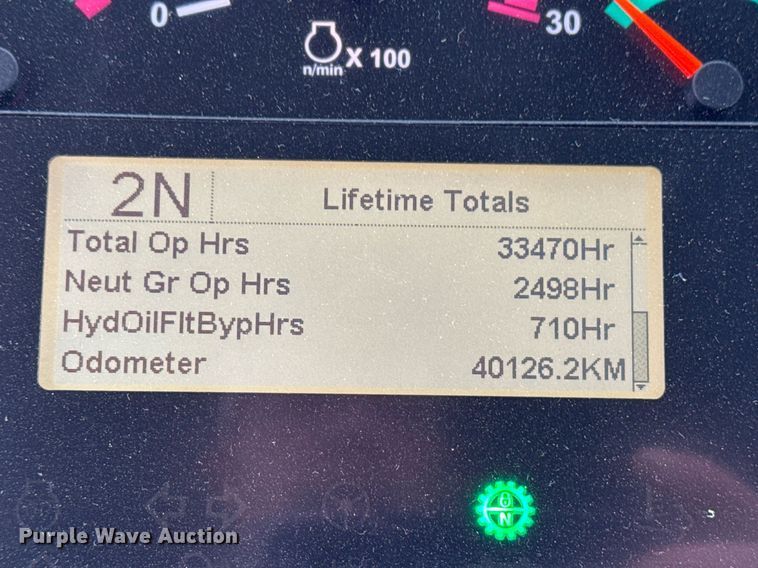 0
30
n/min X 100
2N Lifetime Totals
Total Op Hrs 33470Hr
Neut Gr Op Hrs 2498Hr
HydOilFltBypHrs 710Hr
Odometer 40126.2KM
N
Purple Wave Auction